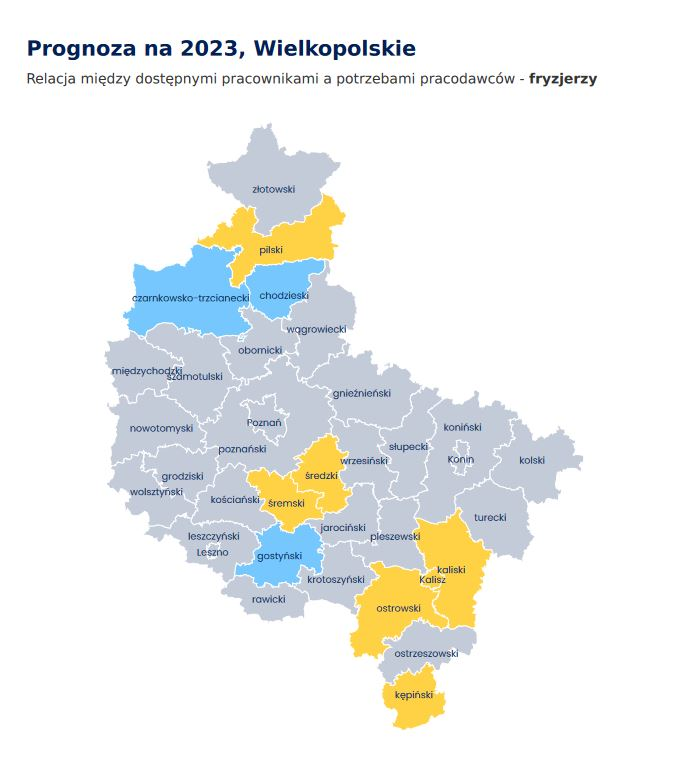 Prognoza na 2023, Wielkopolskie
Relacja między dostępnymi pracownikami a potrzebami pracodawców - fryzjerzy
złotowski
pilski
czarnkowsko-trzcianecki
chodzieski
wągrowiecki
obornicki
międzychodzki
szamotulski
gnieźnieński
Poznań
nowotomyski
koniński
słupecki
poznański
Konin
kolski
wrzesiński
grodziski
średzki
wolsztyński
kościański
śremski
turecki
jarociński
leszczyński
pleszewski
Leszno
gostyński
kaliski
Kalisz
krotoszyński
rawicki
ostrowski
ostrzeszowski
kępiński